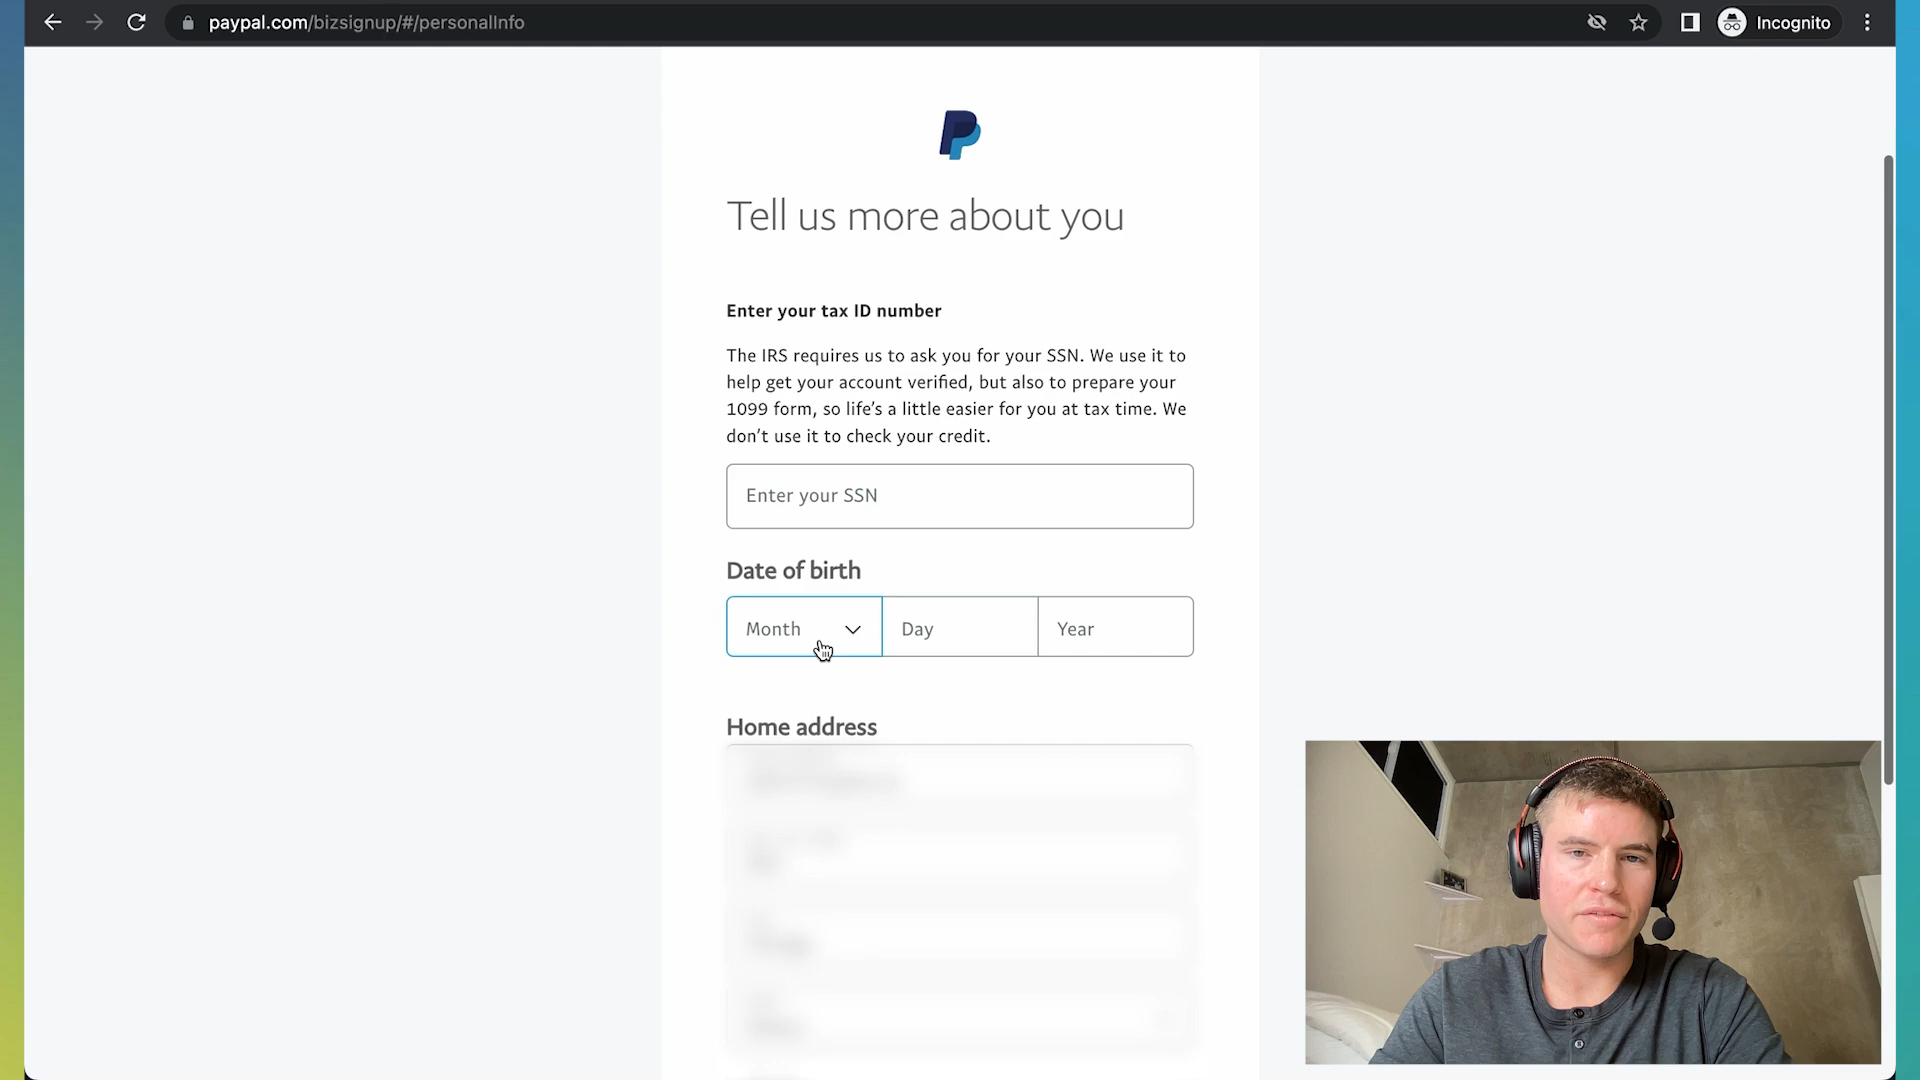 paypal.com/bizsignup/#/personalInfo
Incognito
Tell us more about you
Enter your tax ID number
The IRS requires us to ask you for your SSN. We use it to
help get your account verified, but also to prepare your
1099 form, so life's a little easier for you at tax time. We
don't use it to check your credit.
Enter your SSN
Date of birth
Month
Day
Year
Home address